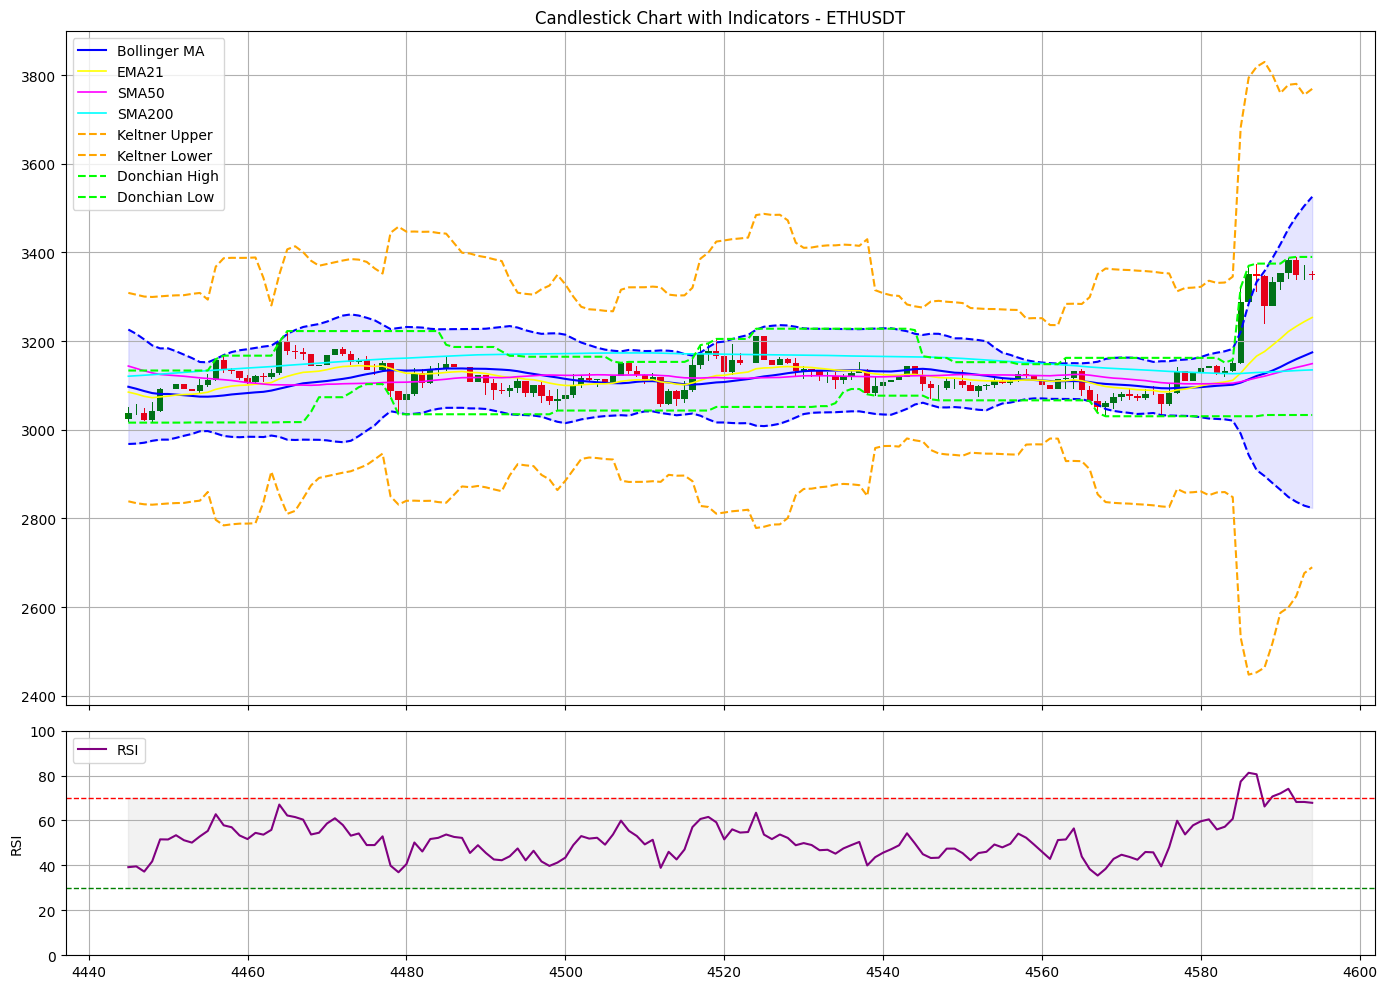 Candlestick Chart with Indicators - ETHUSDT
Bollinger MA
EMA21
SMA50
SMA200
Keltner Upper
Keltner Lower
Donchian High
Donchian Low
3800
3600
3400
3200
3000
2800
2600
2400
RSI
100
80
60
40
20
0
RSI
4440 4460 4480 4500 4520 4540 4560 4580 4600